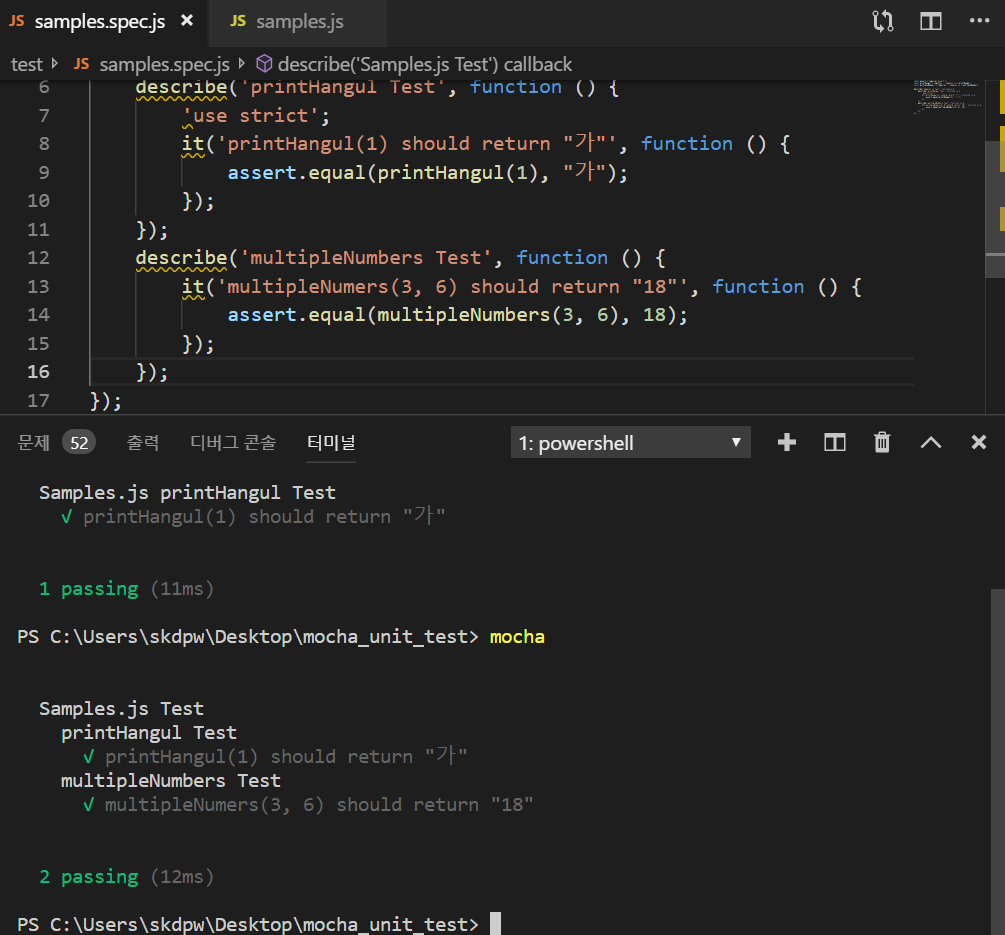 JS samples.spec.js × JS samples.js
test JS samples.spec.js describe('Samples.js Test') callback
6 describe('printHangul Test', function () {
7 'use strict';
8 it('printHangul(1) should return "가"', function () {
9 assert.equal(printHangul(1), "가");
10 });
11 });
12 describe('multipleNumbers Test', function () {
13 it('multipleNumers(3, 6) should return "18"', function () {
14 assert.equal(multipleNumbers(3, 6), 18);
15 });
16 });
17 });
문제 52 출력 디버그 콘솔 터미널 1: powershell
Samples.js printHangul Test
√ printHangul(1) should return "가"
1 passing (11ms)
PS C:\Users\skdpw\Desktop\mocha_unit_test> mocha
Samples.js Test
printHangul Test
√ printHangul(1) should return "가"
multipleNumbers Test
√ multipleNumers(3, 6) should return "18"
2 passing (12ms)
PS C:\Users\skdpw\Desktop\mocha_unit_test>